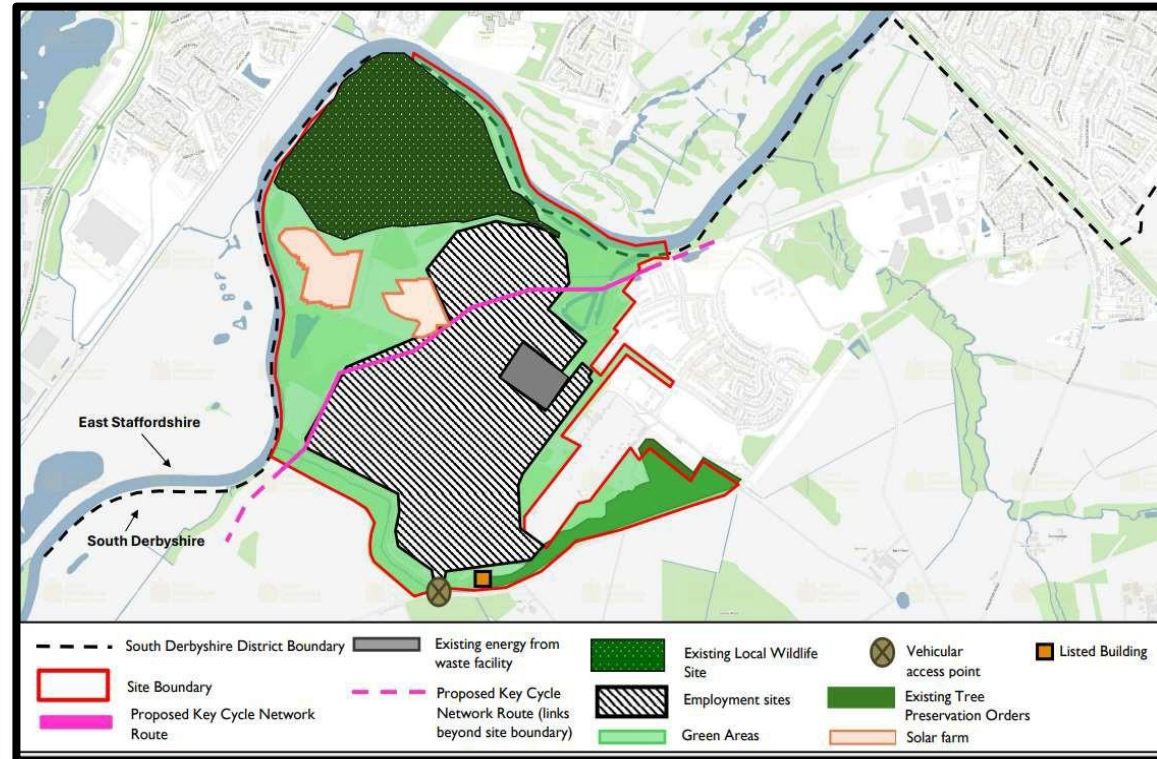 East Staffordshire
South Derbyshire
South Derbyshire District Boundary
Site Boundary
Proposed Key Cycle Network
Route
Existing energy from
waste facility
Proposed Key Cycle
Network Route (links
beyond site boundary)
Existing Local Wildlife
Site
Employment sites
Green Areas
Vehicular
access point
Existing Tree
Preservation Orders
Solar farm
Listed Building